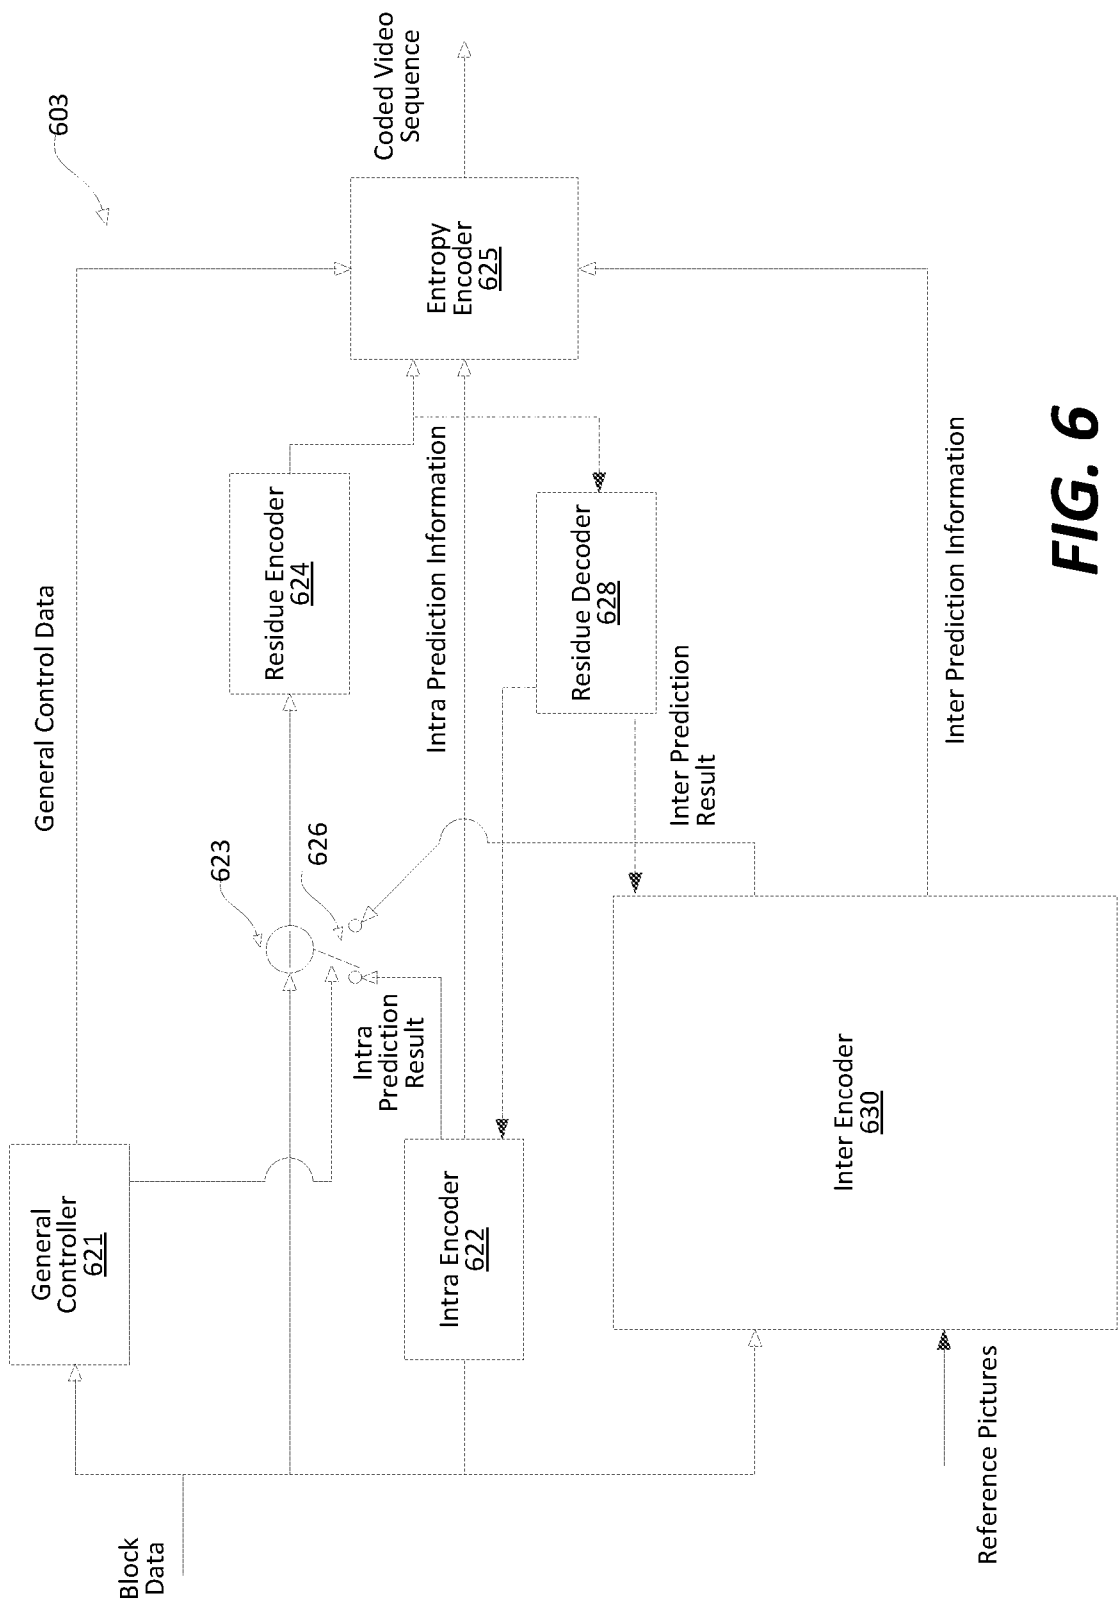 603
General Control Data
Coded Video
Sequence
Entropy
Encoder
625
Residue Encoder
624
623
626
General
Controller
621
Block
Data
Intra Prediction Information
Intra
Prediction
Result
Intra Encoder
622
Residue Decoder
628
Inter Prediction
Result
Inter Encoder
630
Inter Prediction Information
Reference Pictures
FIG. 6